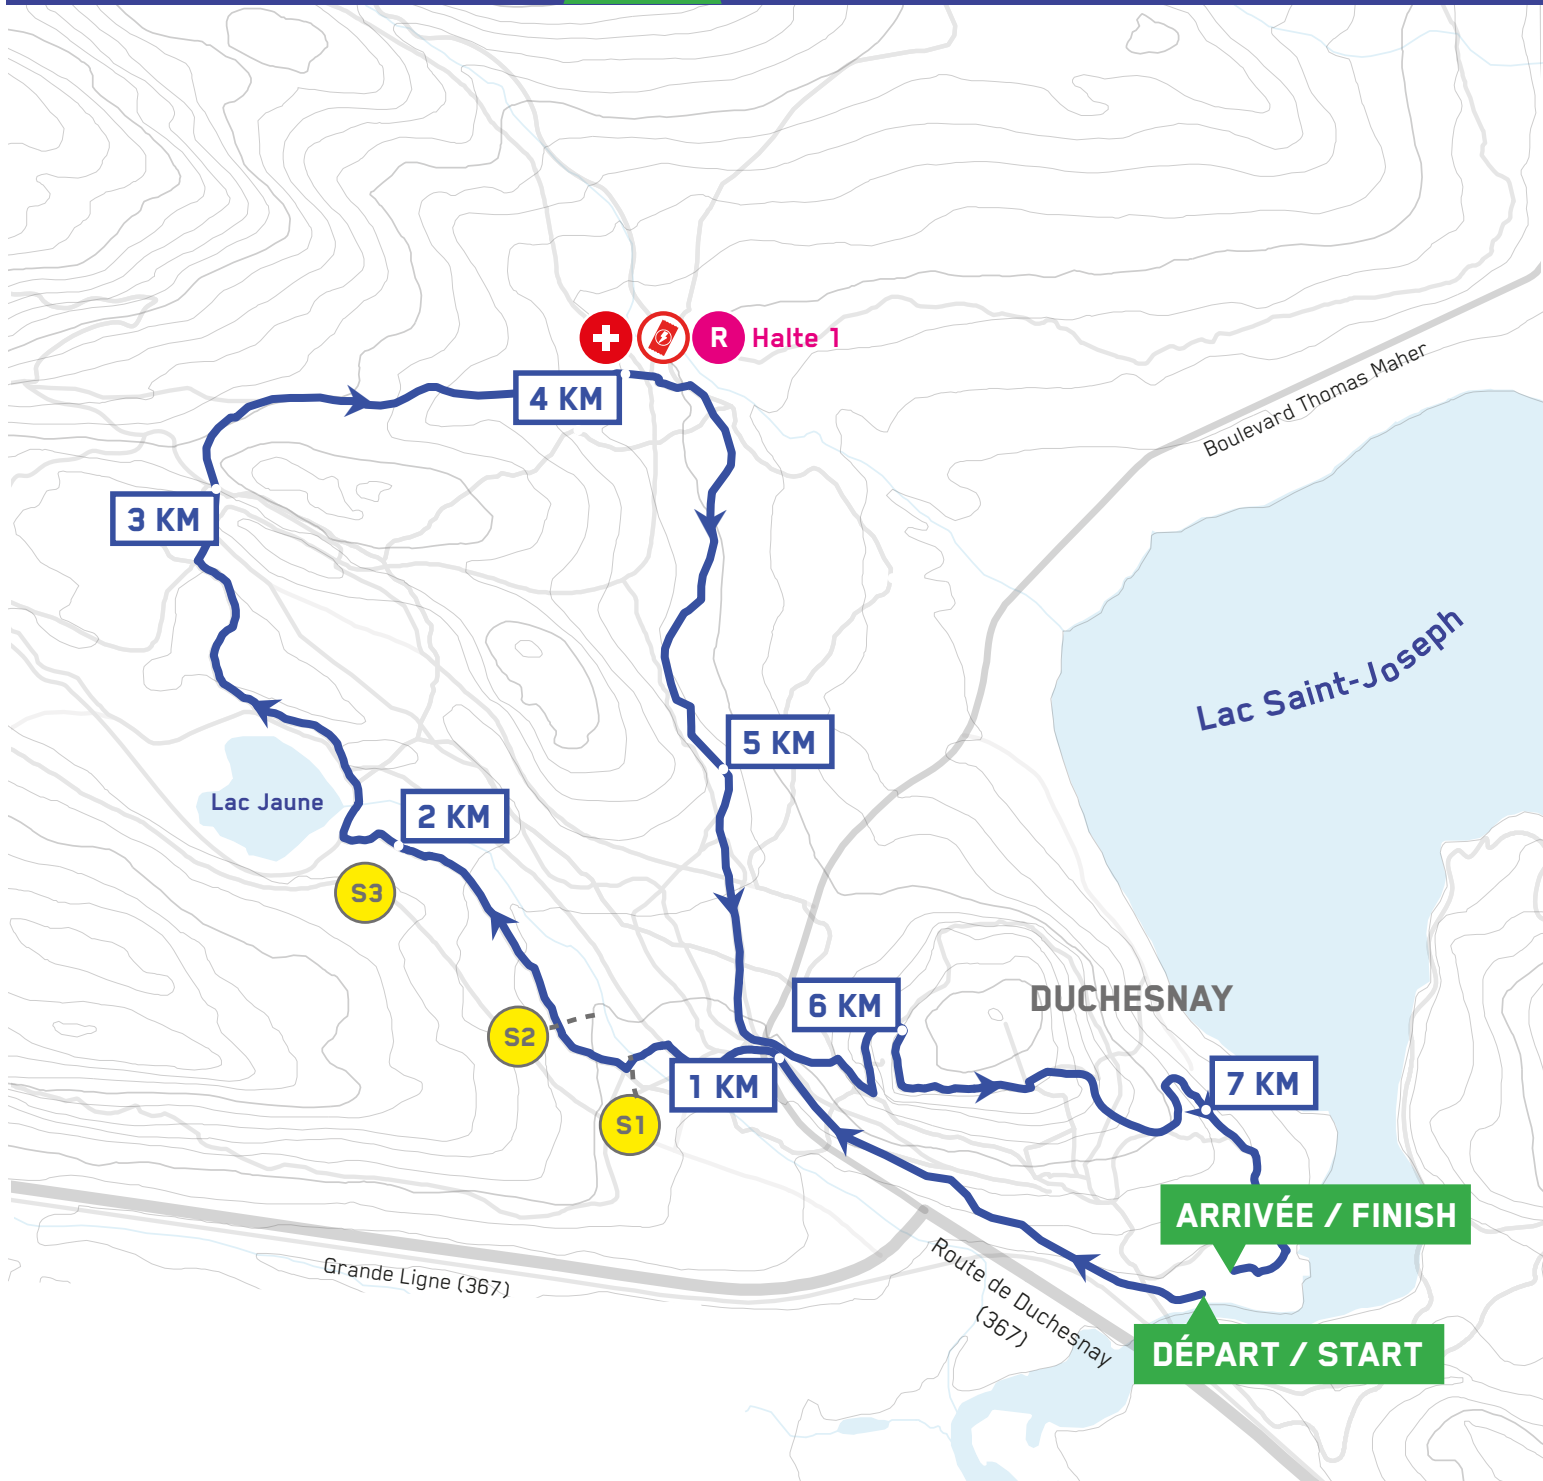 R Halte 1
4 KM
Boulevard Thomas Maher
3 KM
Lac Saint-Joseph
5 KM
Lac Jaune
2 KM
S3
DUCHESNAY
6 KM
S2
1 KM
7 KM
S1
ARRIVÉE / FINISH
Grande Ligne (367)
Route de Duchesnay
(367)
DÉPART / START